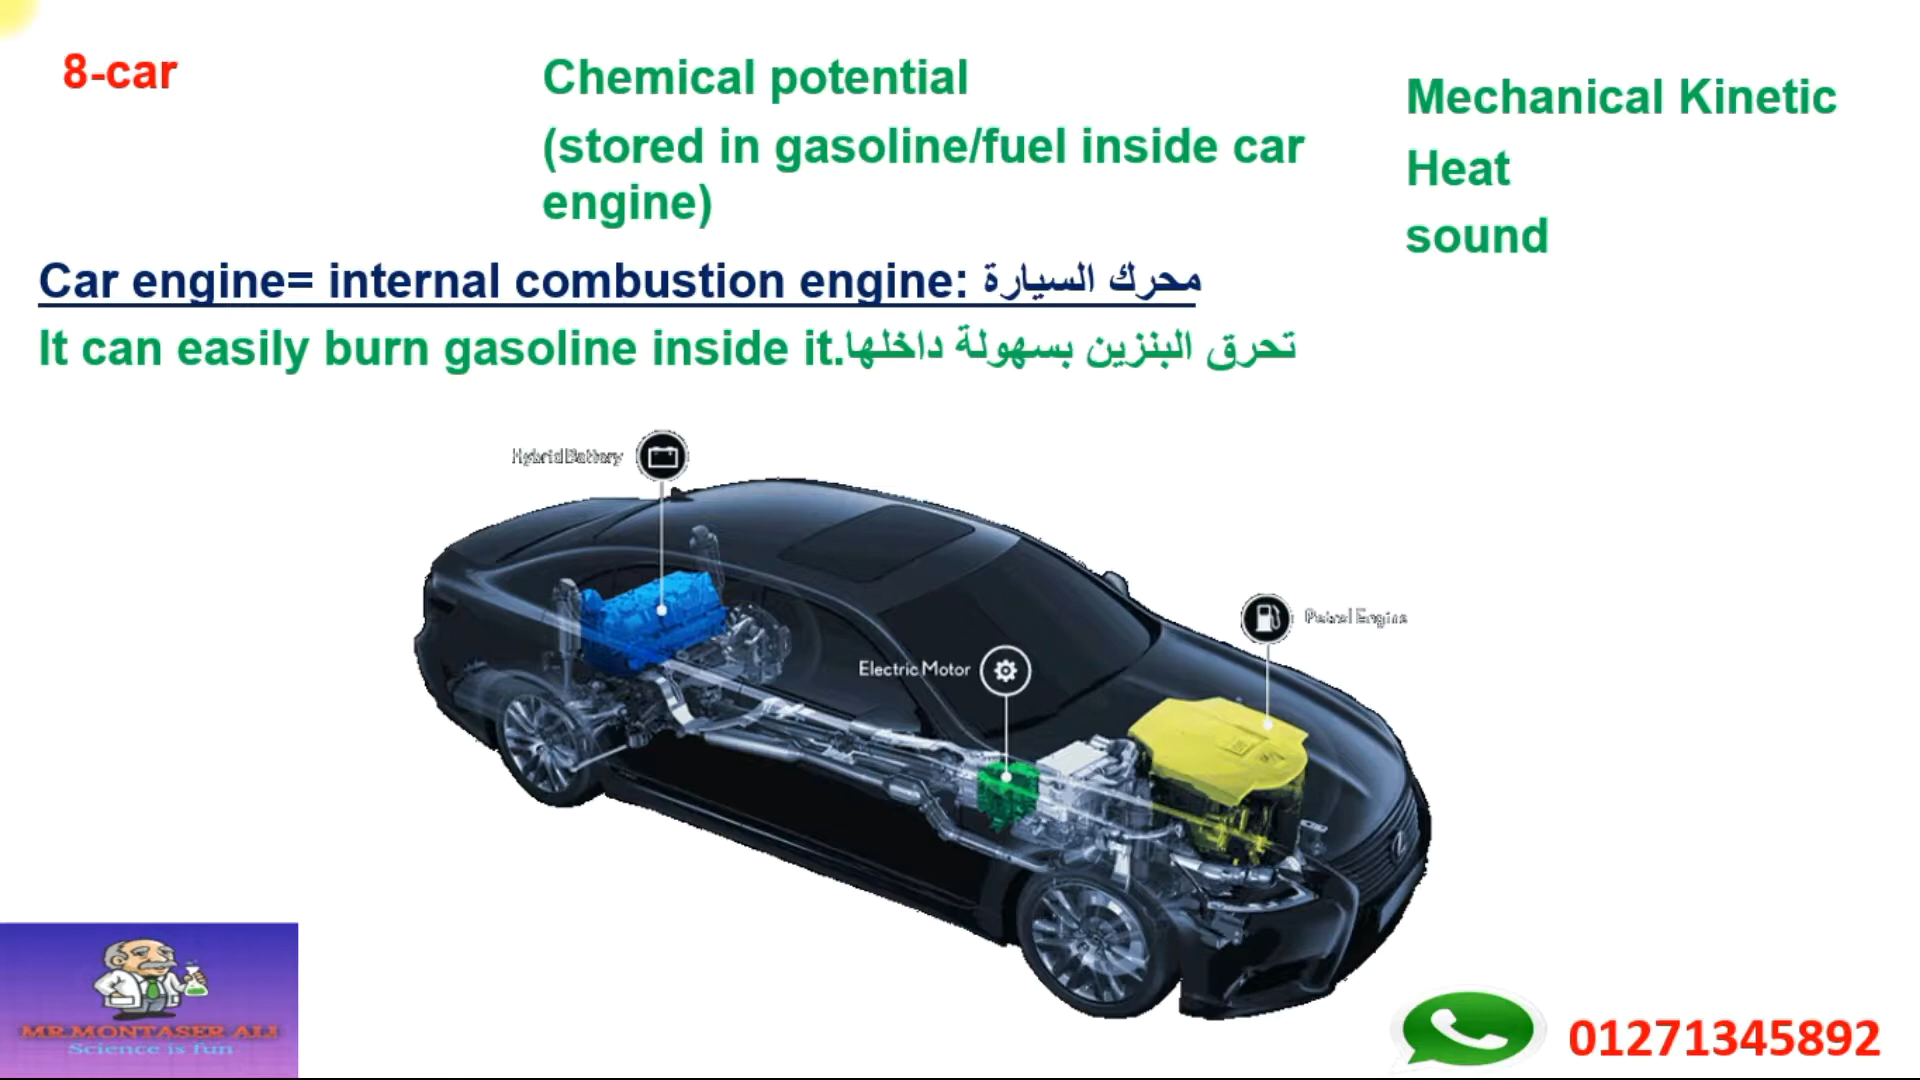 8-car
Chemical potential
(stored in gasoline/fuel inside car
engine)
Mechanical Kinetic
Heat
sound
Car engine= internal combustion engine: محرك السيارة
It can easily burn gasoline inside it.تحرق البنزين بسهولة داخلها
Hybrid Battery
Electric Motor
Petrol Engine
MR.MONTASER ALI
Science is fun
01271345892